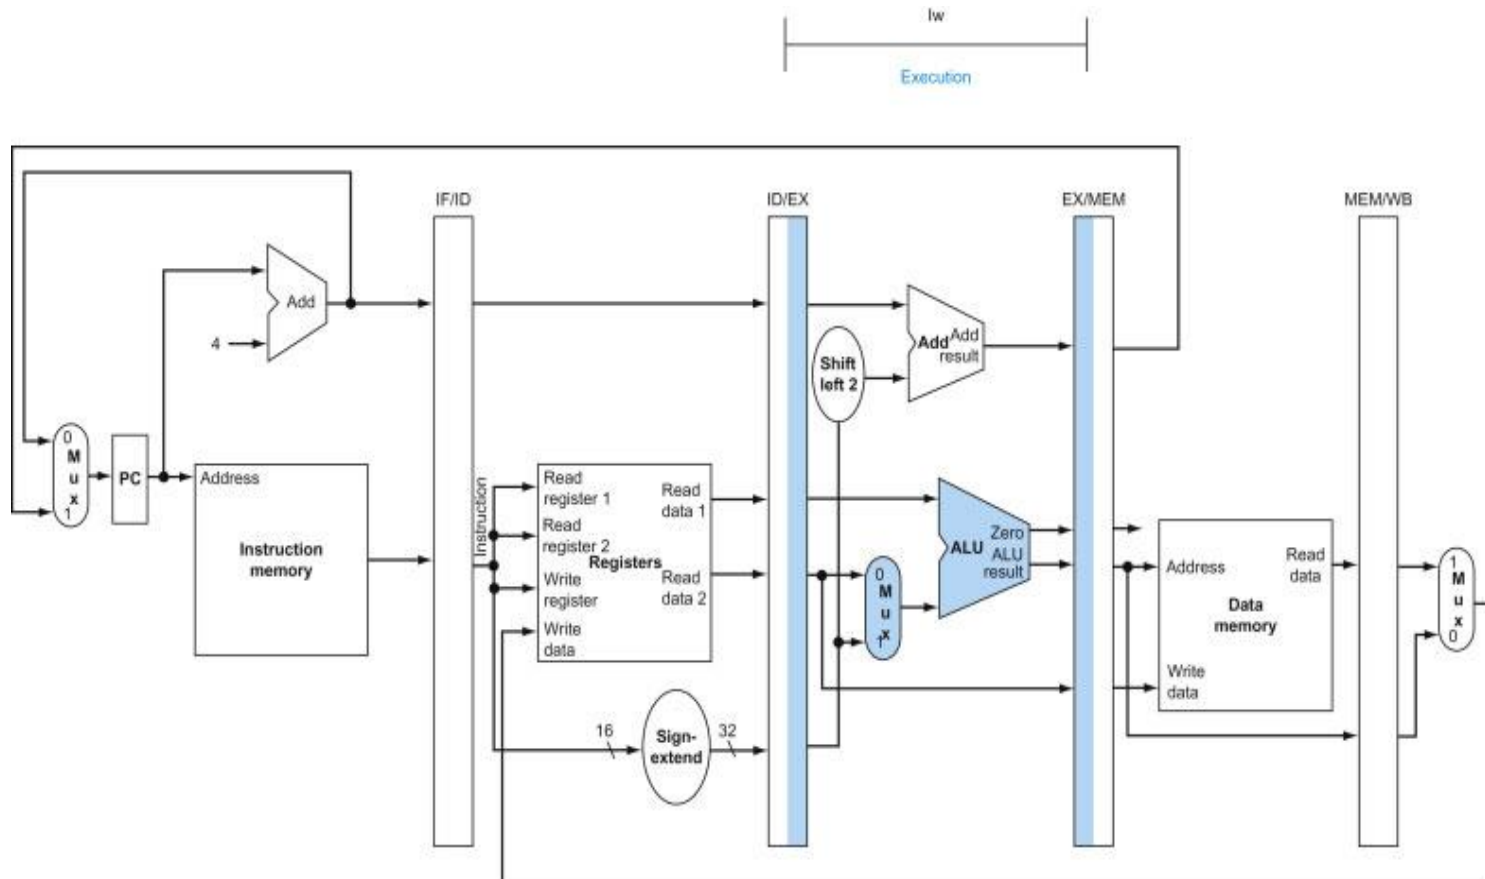 lw
Execution
IF/ID
ID/EX
EX/MEM
MEM/WB
Add
4
Shift
left 2
Add
Add
result
0
M
u
x
1
PC
Address
Instruction
memory
Instruction
Read
register 1
Read
register 2
Write
register
Write
data
Registers
Read
data 1
Read
data 2
16
Sign-
extend
32
0
M
u
x
1
ALU
Zero
ALU
result
Address
Read
data
Data
memory
Write
data
1
M
u
x
0